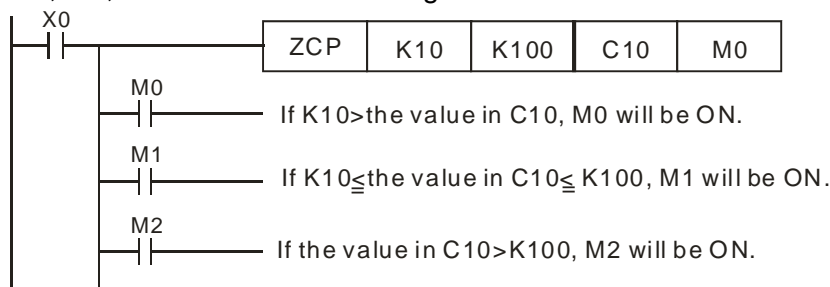 X0
ZCP K10 K100 C10 M0
M0
If K10>the value in C10, M0 will be ON.
M1
If K10≦the value in C10≦ K100, M1 will be ON.
M2
If the value in C10>K100, M2 will be ON.